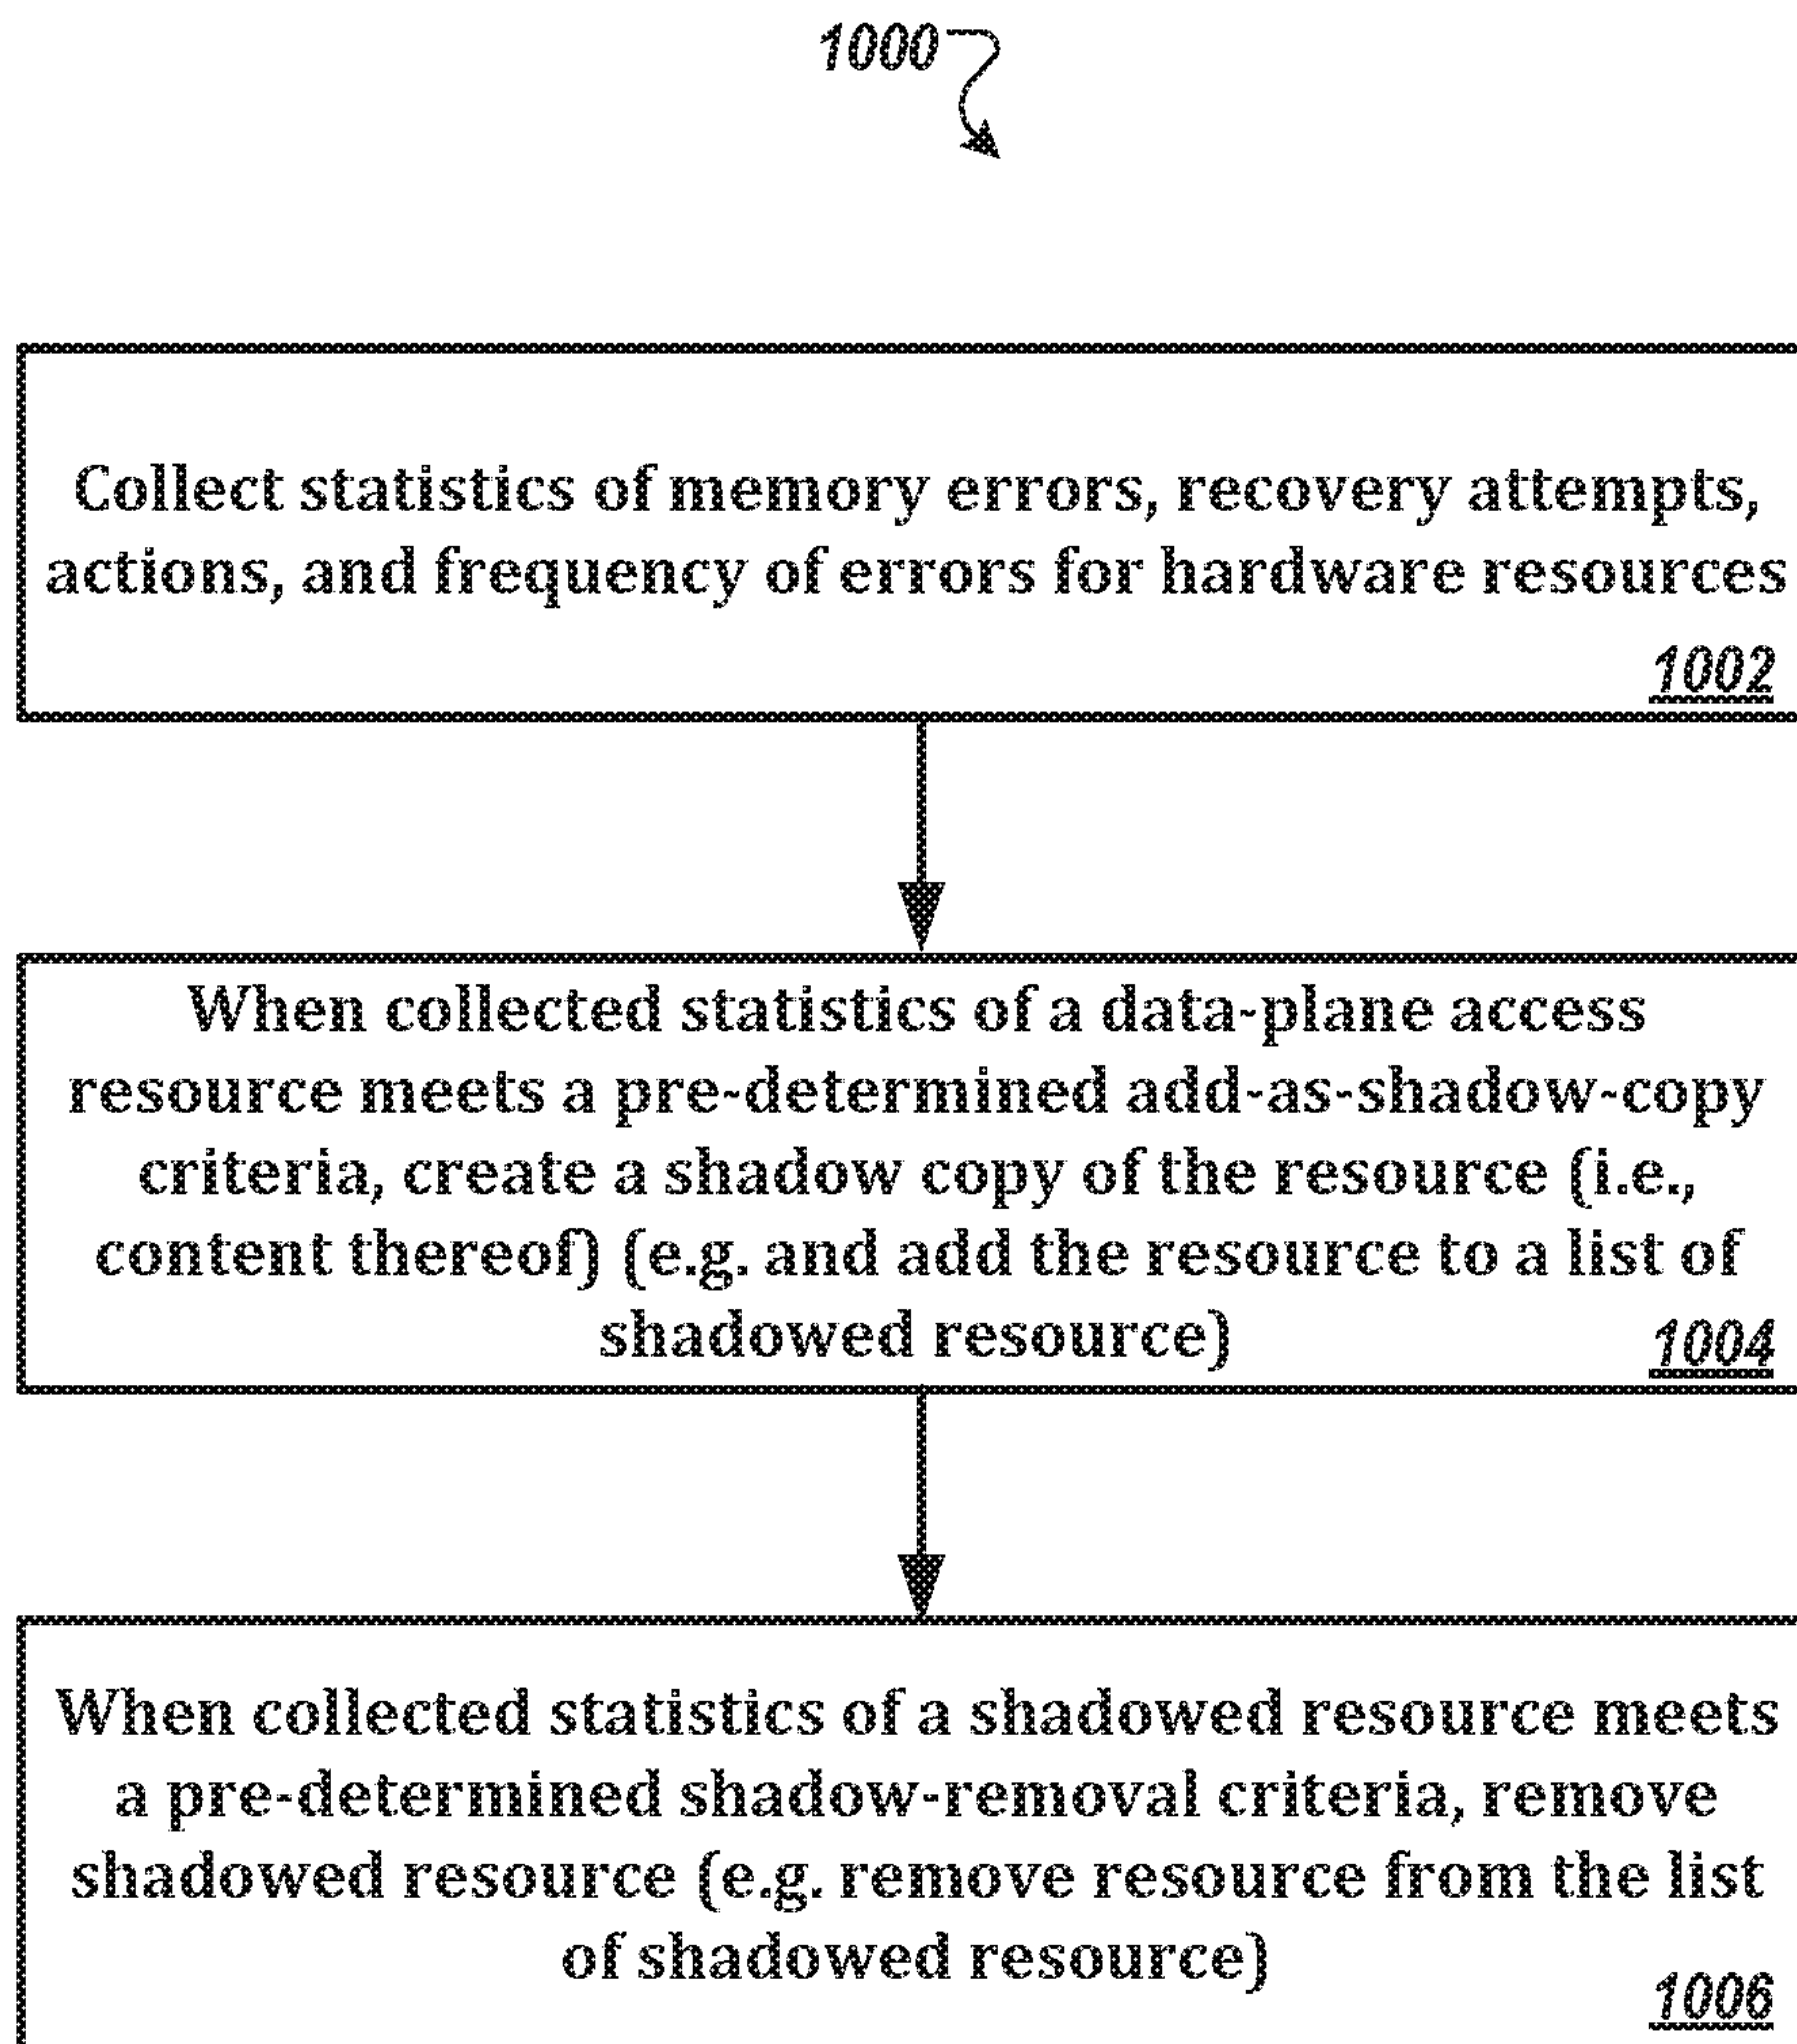 1000
Collect statistics of memory errors, recovery attempts,
actions, and frequency of errors for hardware resources
1002
When collected statistics of a data-plane access
resource meets a pre-determined add-as-shadow-copy
criteria, create a shadow copy of the resource (i.e.,
content thereof) (e.g. and add the resource to a list of
shadowed resource)
1004
When collected statistics of a shadowed resource meets
a pre-determined shadow-removal criteria, remove
shadowed resource (e.g. remove resource from the list
of shadowed resource)
1006